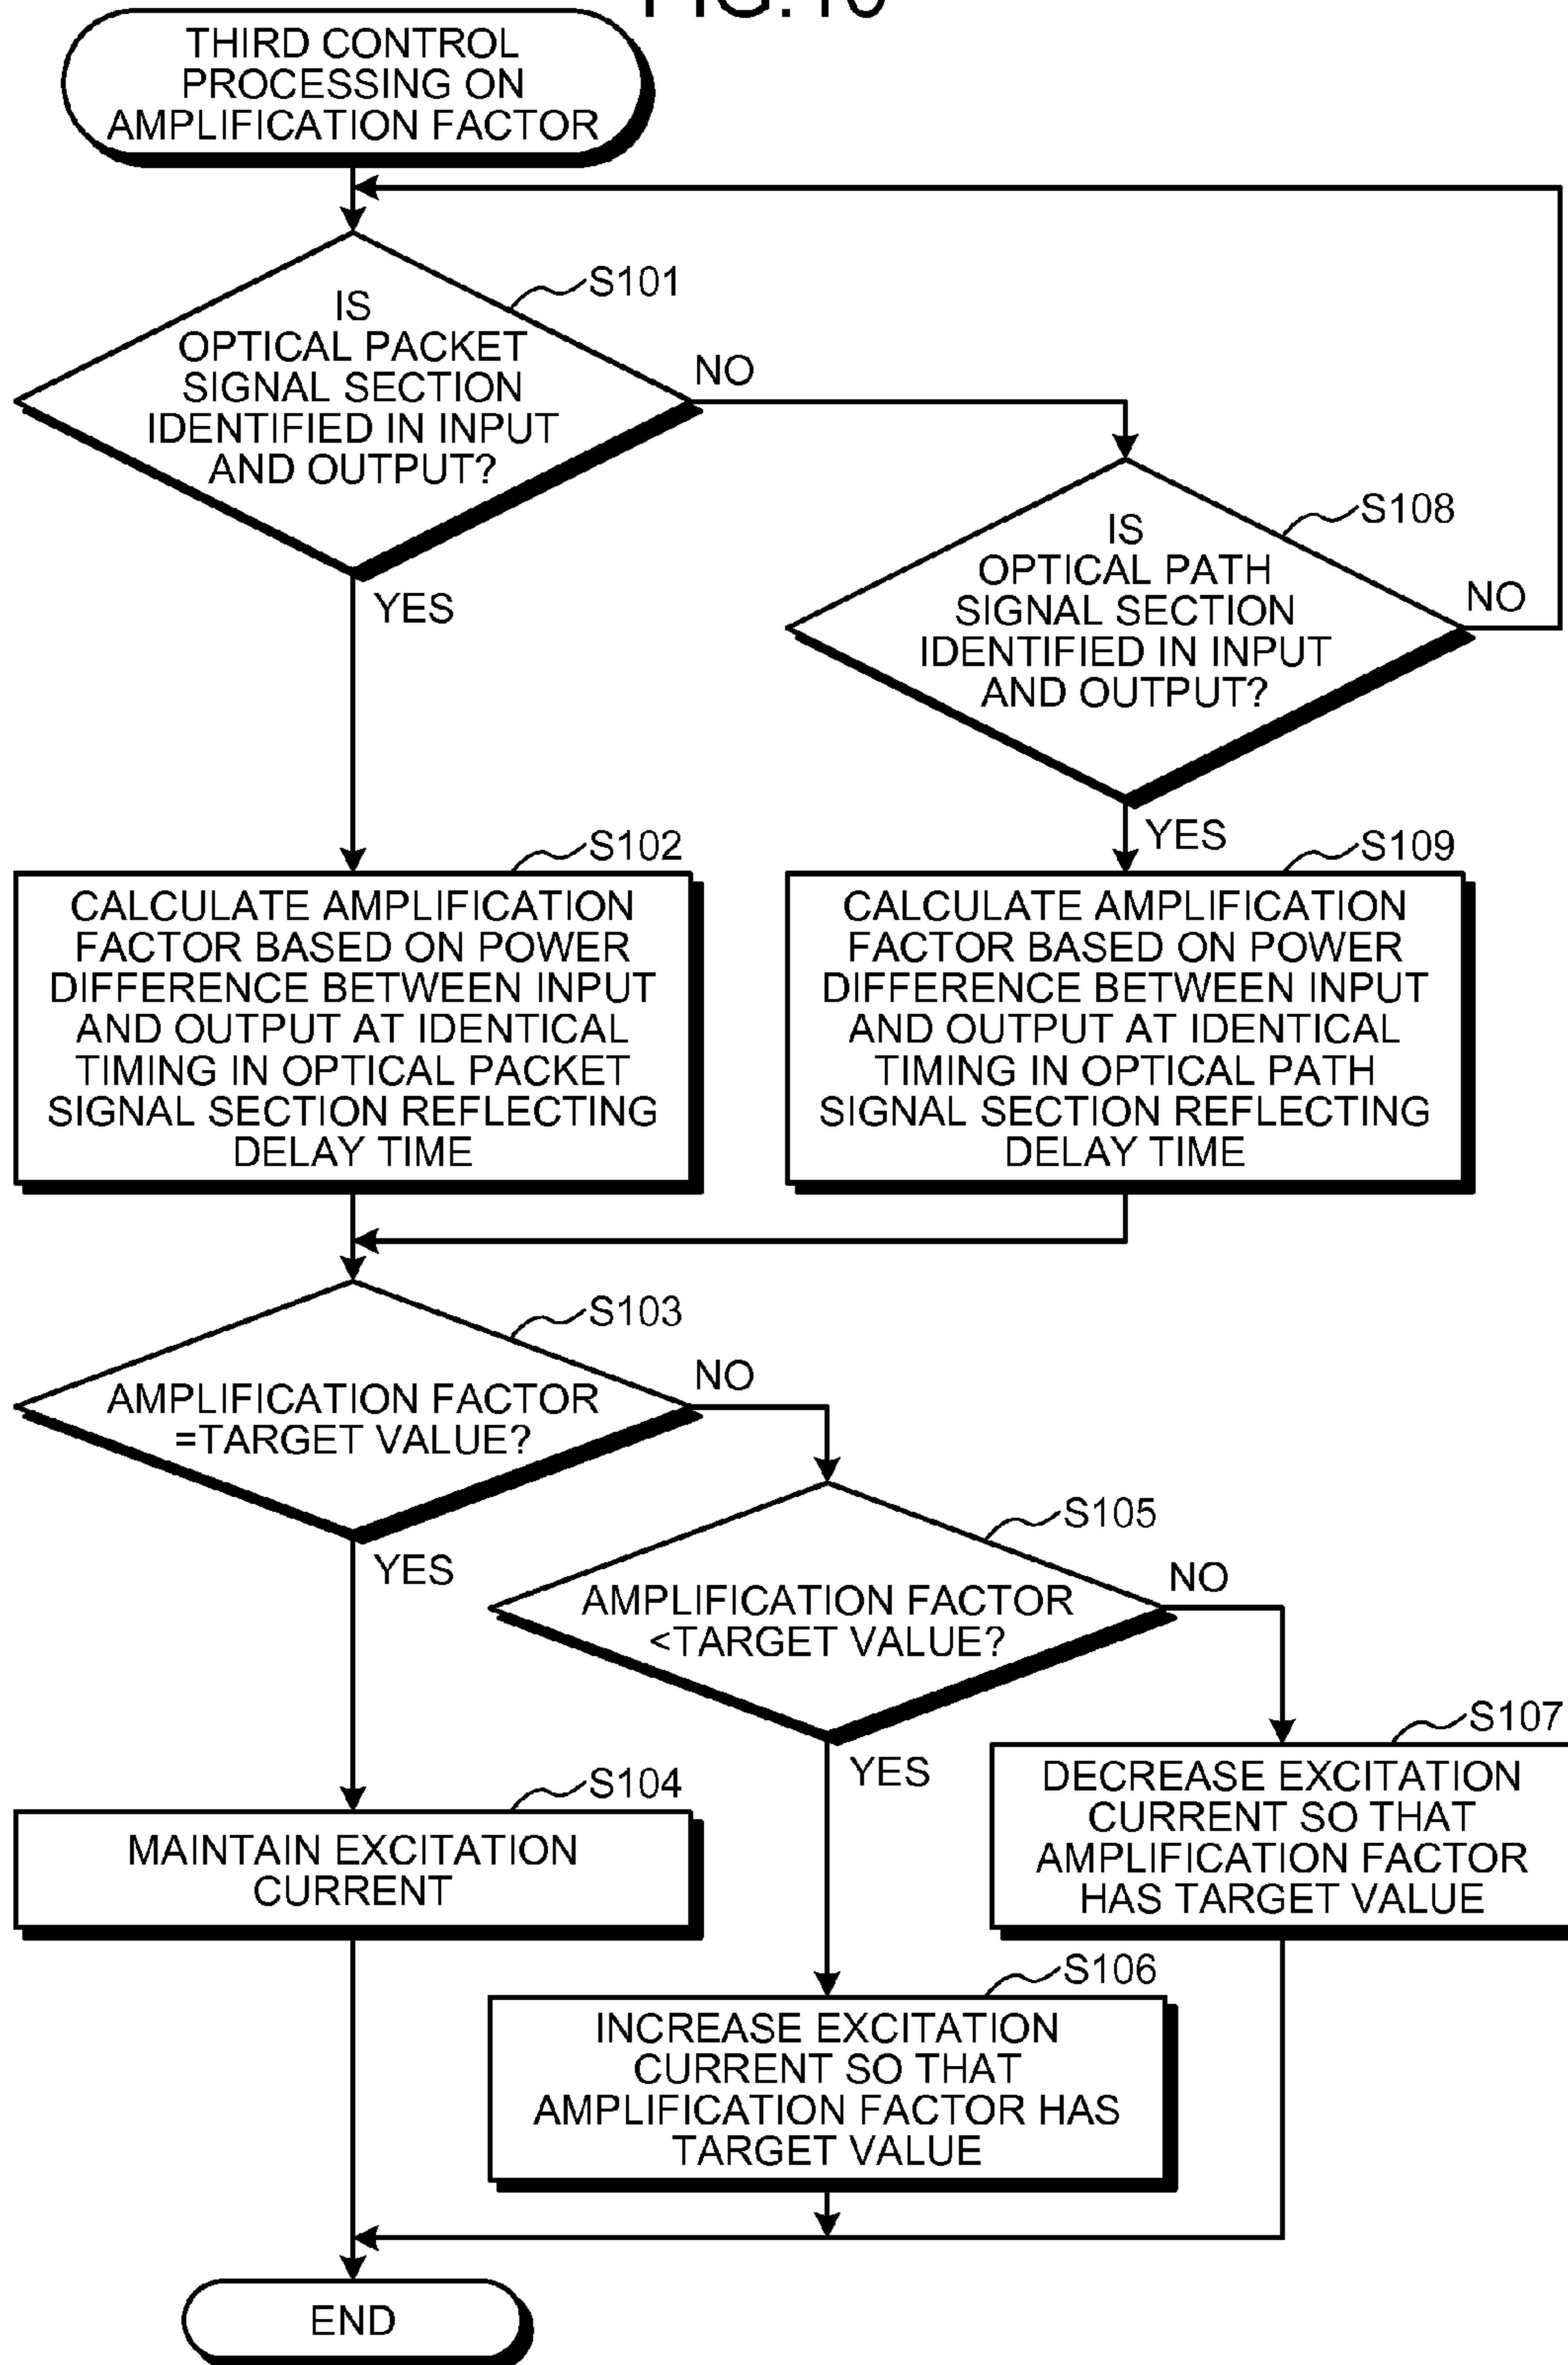 THIRD CONTROL
PROCESSING ON
AMPLIFICATION FACTOR
S101
IS
OPTICAL PACKET
SIGNAL SECTION
IDENTIFIED IN INPUT
AND OUTPUT?
NO
YES
S108
IS
OPTICAL PATH
SIGNAL SECTION
IDENTIFIED IN INPUT
AND OUTPUT?
NO
YES
S102
CALCULATE AMPLIFICATION
FACTOR BASED ON POWER
DIFFERENCE BETWEEN INPUT
AND OUTPUT AT IDENTICAL
TIMING IN OPTICAL PACKET
SIGNAL SECTION REFLECTING
DELAY TIME
S109
CALCULATE AMPLIFICATION
FACTOR BASED ON POWER
DIFFERENCE BETWEEN INPUT
AND OUTPUT AT IDENTICAL
TIMING IN OPTICAL PATH
SIGNAL SECTION REFLECTING
DELAY TIME
S103
AMPLIFICATION FACTOR
=TARGET VALUE?
NO
YES
S105
AMPLIFICATION FACTOR
<TARGET VALUE?
NO
YES
S104
MAINTAIN EXCITATION
CURRENT
S107
DECREASE EXCITATION
CURRENT SO THAT
AMPLIFICATION FACTOR
HAS TARGET VALUE
S106
INCREASE EXCITATION
CURRENT SO THAT
AMPLIFICATION FACTOR HAS
TARGET VALUE
END